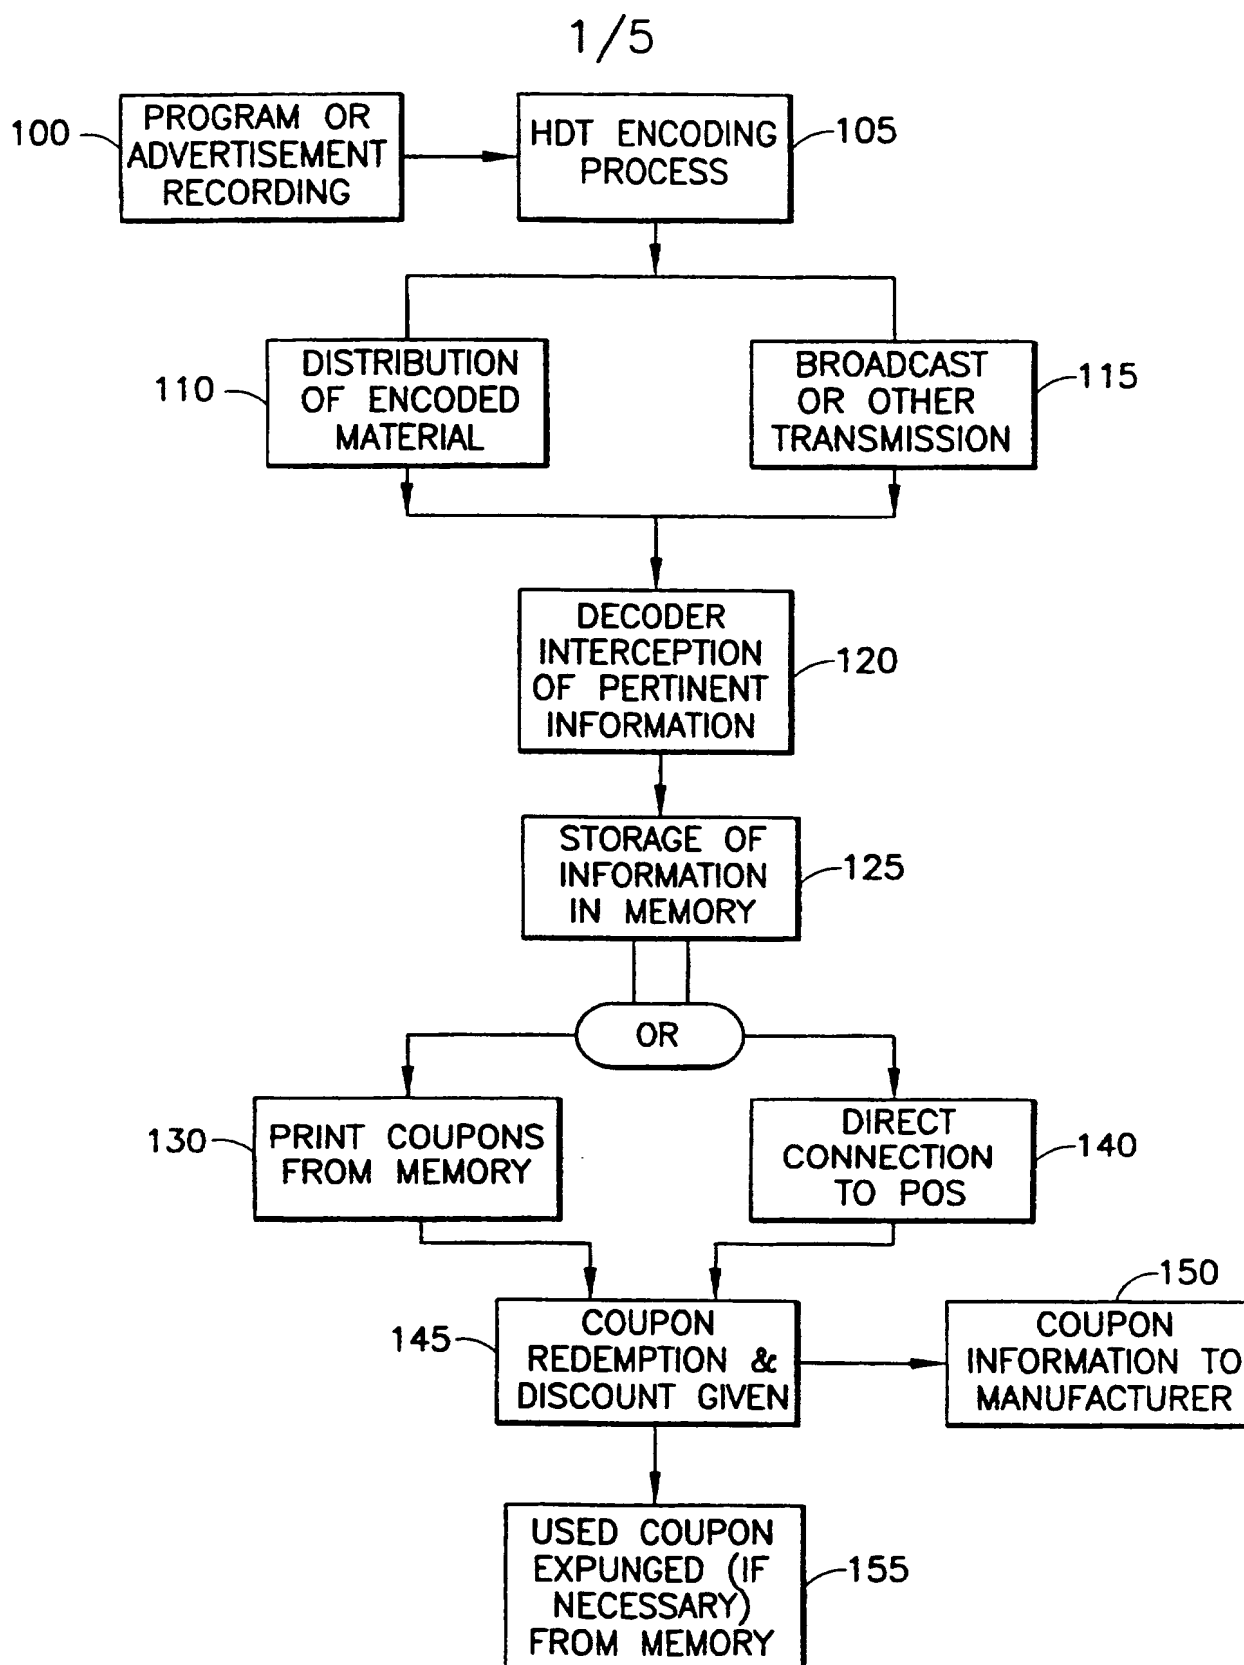 1/5
100
PROGRAM OR
ADVERTISEMENT
RECORDING
HDT ENCODING
PROCESS
105
110
DISTRIBUTION
OF ENCODED
MATERIAL
BROADCAST
OR OTHER
TRANSMISSION
115
DECODER
INTERCEPTION
OF PERTINENT
INFORMATION
120
STORAGE OF
INFORMATION
IN MEMORY
125
OR
130
PRINT COUPONS
FROM MEMORY
DIRECT
CONNECTION
TO POS
140
145
COUPON
REDEMPTION &
DISCOUNT GIVEN
150
COUPON
INFORMATION TO
MANUFACTURER
USED COUPON
EXPUNGED (IF
NECESSARY)
FROM MEMORY
155